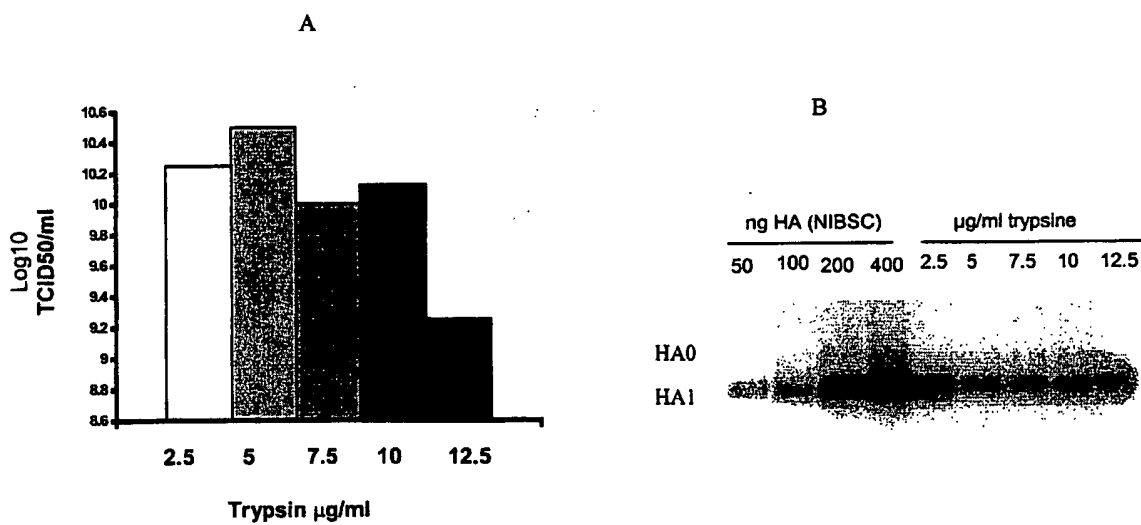 A
Log10
TCID50/ml
10.6
10.4
10.2
10
9.8
9.6
9.4
9.2
9
8.8
8.6
2.5 5 7.5 10 12.5
Trypsin µg/ml
B
ng HA (NIBSC) µg/ml trypsine
50 100 200 400 2.5 5 7.5 10 12.5
HA0
HA1